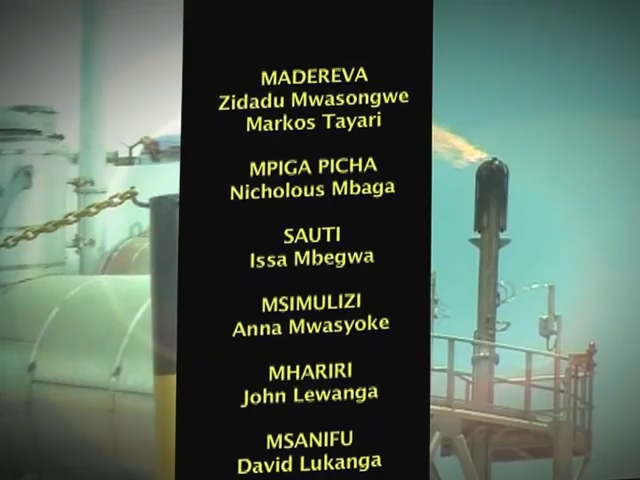 MADEREVA
Zidadu Mwasongwe
Markos Tayari
MPIGA PICHA
Nicholous Mbaga
SAUTI
Issa Mbegwa
MSIMULIZI
Anna Mwasyoke
MHARIRI
John Lewanga
MSANIFU
David Lukanga